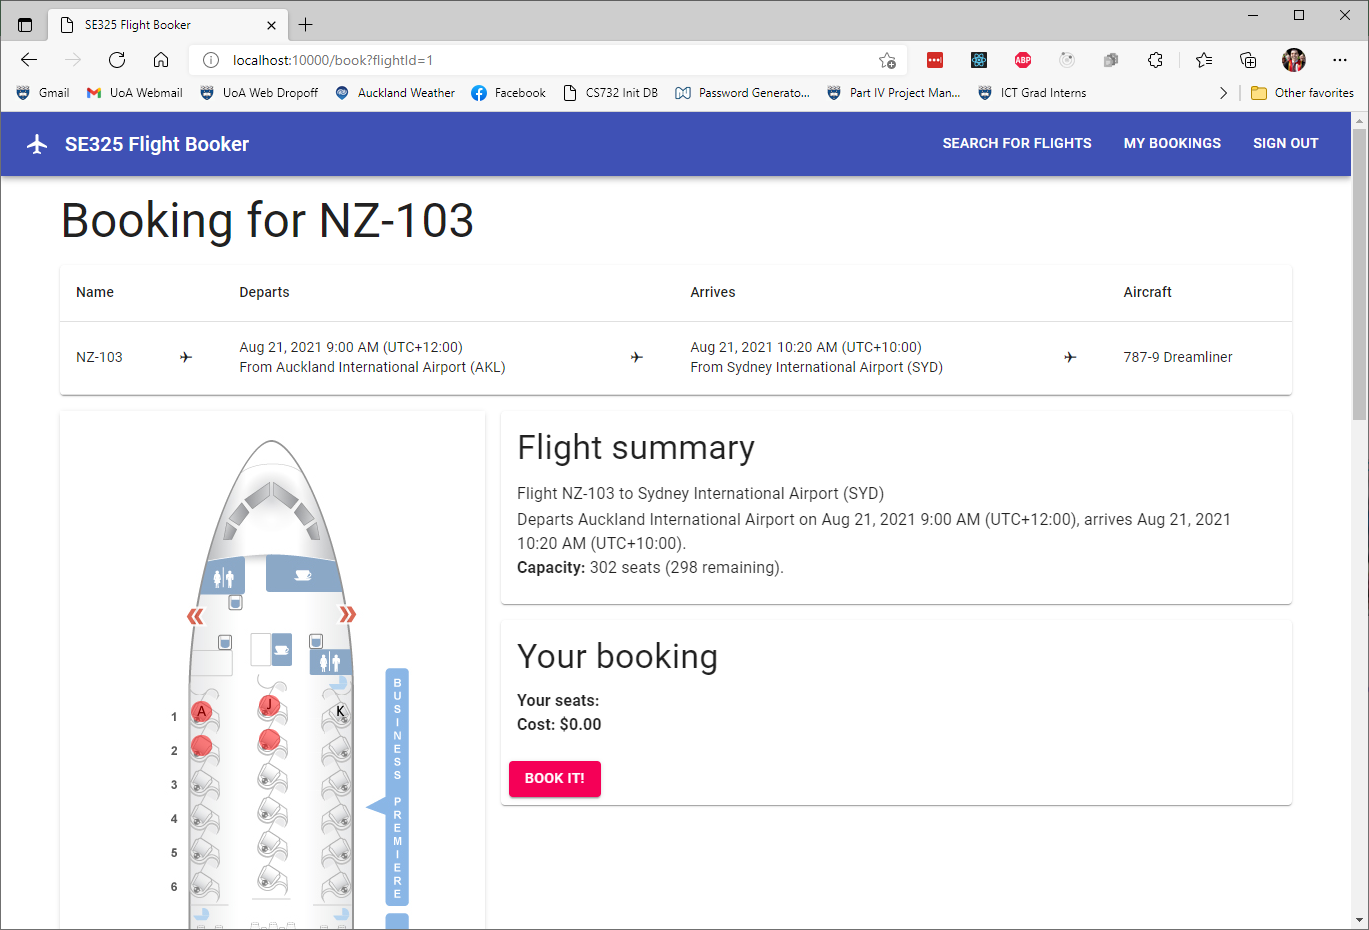 SE325 Flight Booker
localhost:10000/book?flightId=1
ABP
Gmail
UoA Webmail
UoA Web Dropoff
Auckland Weather
Facebook
CS732 Init DB
Password Generato...
Part IV Project Man...
ICT Grad Interns
Other favorites
SE325 Flight Booker
SEARCH FOR FLIGHTS
MY BOOKINGS
SIGN OUT
Booking for NZ-103
Name Departs Arrives Aircraft
NZ-103
Aug 21, 2021 9:00 AM (UTC+12:00)
From Auckland International Airport (AKL)
Aug 21, 2021 10:20 AM (UTC+10:00)
From Sydney International Airport (SYD)
787-9 Dreamliner
A J K
1
2
3
4
5
6
BUSINESS PREMIERE
Flight summary
Flight NZ-103 to Sydney International Airport (SYD)
Departs Auckland International Airport on Aug 21, 2021 9:00 AM (UTC+12:00), arrives Aug 21, 2021
10:20 AM (UTC+10:00).
Capacity: 302 seats (298 remaining).
Your booking
Your seats:
Cost: $0.00
BOOK IT!